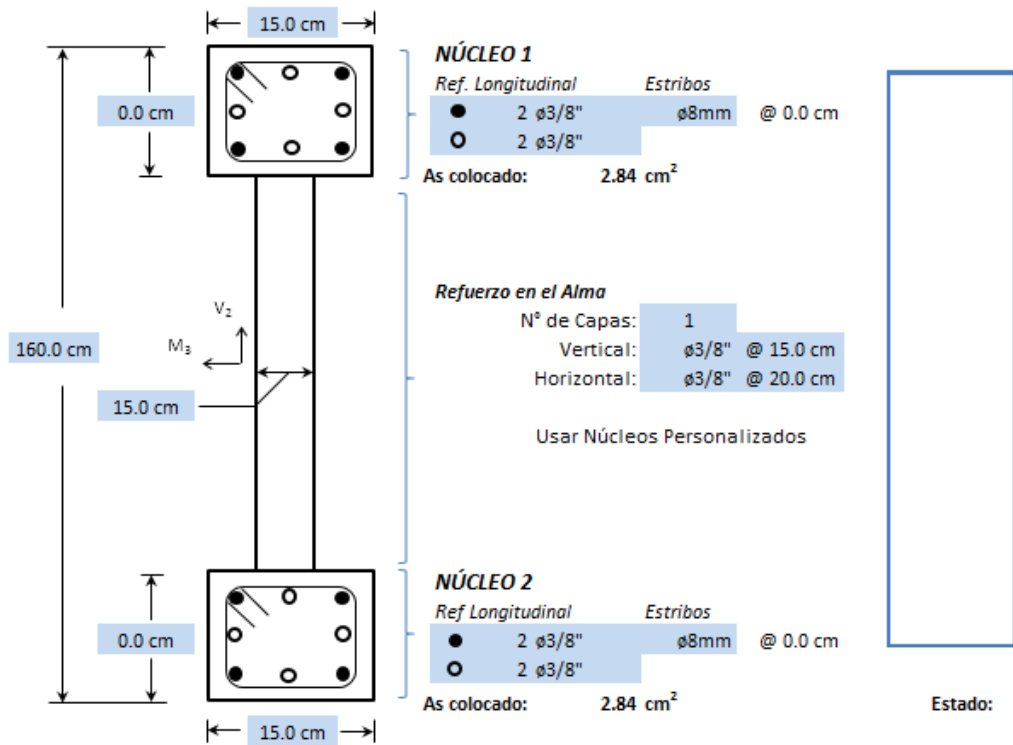 15.0 cm
NÚCLEO 1
Ref. Longitudinal Estribos
0.0 cm
2 ø3/8" ø8mm @ 0.0 cm
2 ø3/8"
As colocado: 2.84 cm²
Refuerzo en el Alma
N° de Capas: 1
V₂
160.0 cm
M₃
Vertical: ø3/8" @ 15.0 cm
Horizontal: ø3/8" @ 20.0 cm
15.0 cm
Usar Núcleos Personalizados
NÚCLEO 2
Ref Longitudinal Estribos
0.0 cm
2 ø3/8" ø8mm @ 0.0 cm
2 ø3/8"
As colocado: 2.84 cm²
Estado:
15.0 cm